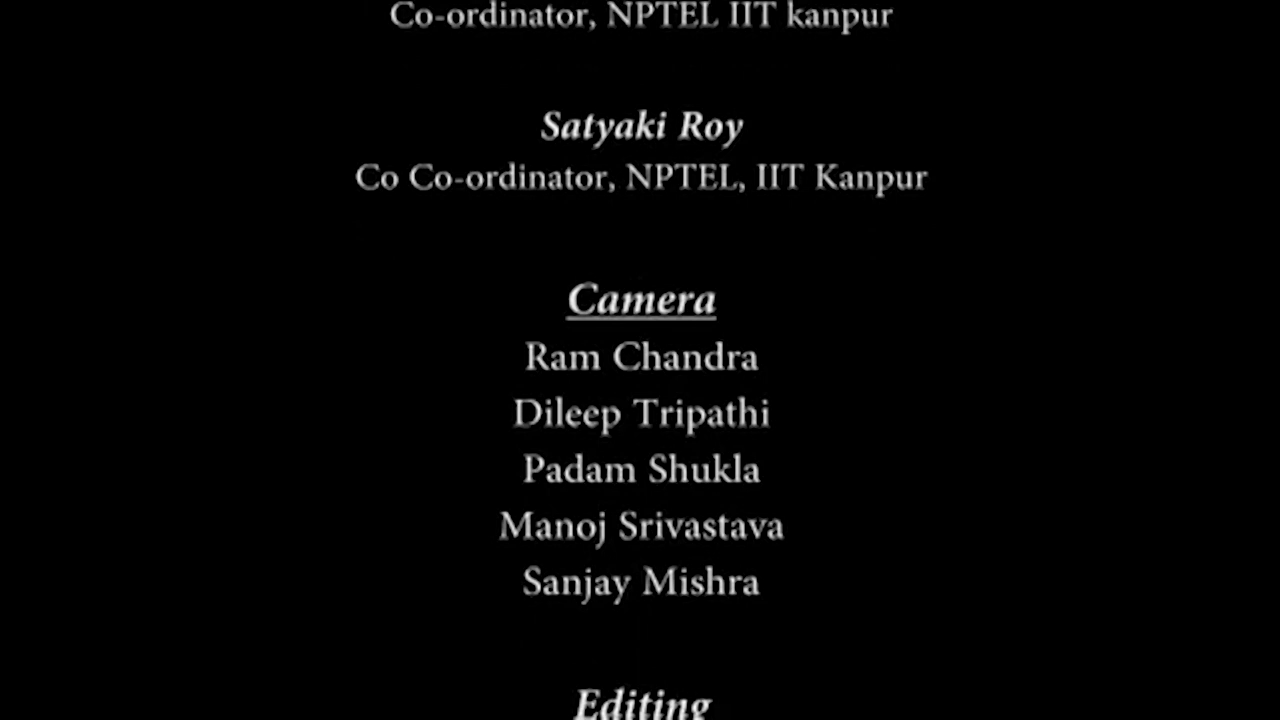 Co-ordinator, NPTEL IIT kanpur
Satyaki Roy
Co Co-ordinator, NPTEL, IIT Kanpur
Camera
Ram Chandra
Dileep Tripathi
Padam Shukla
Manoj Srivastava
Sanjay Mishra
Editing